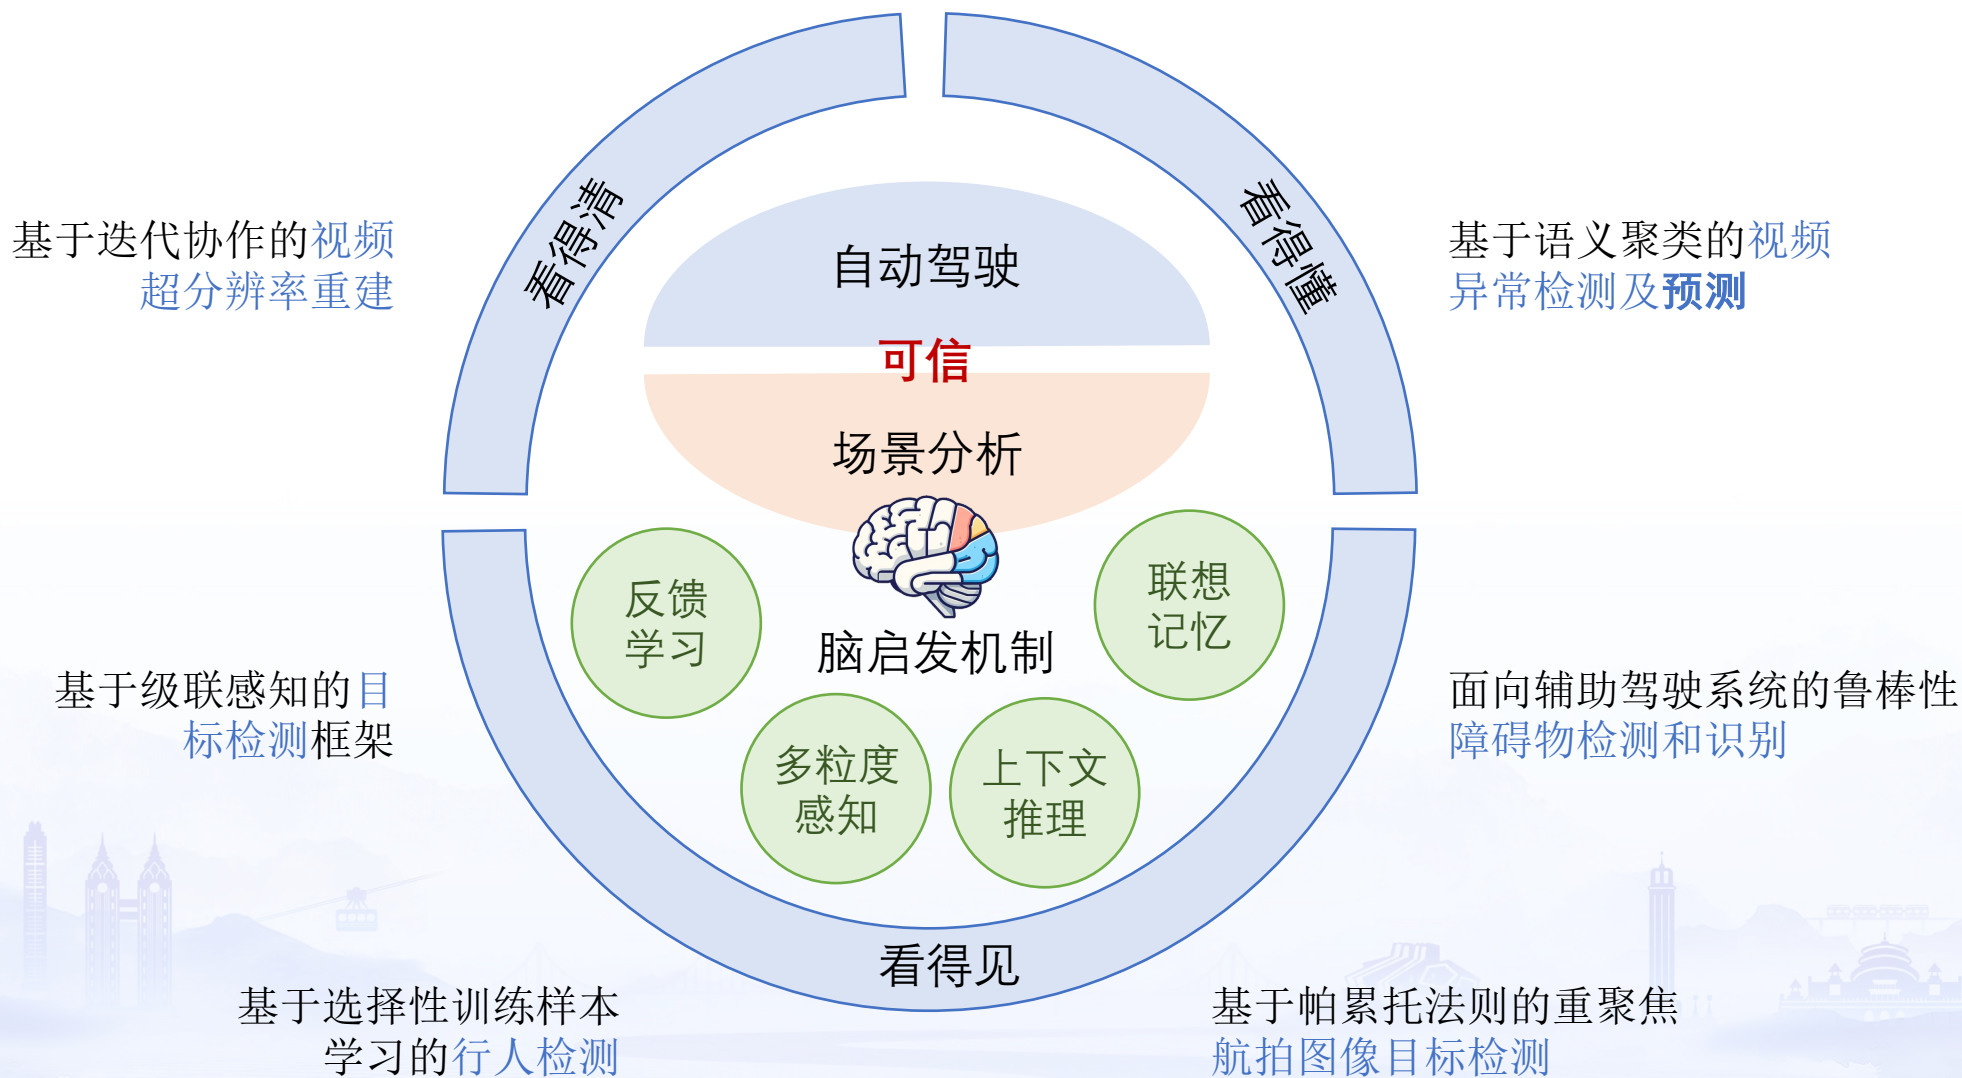 看得清
看得懂
自动驾驶
可信
场景分析
基于迭代协作的视频
超分辨率重建
基于语义聚类的视频
异常检测及预测
反馈
学习
联想
记忆
脑启发机制
多粒度
感知
上下文
推理
基于级联感知的目
标检测框架
面向辅助驾驶系统的鲁棒性
障碍物检测和识别
看得见
基于选择性训练样本
学习的行人检测
基于帕累托法则的重聚焦
航拍图像目标检测